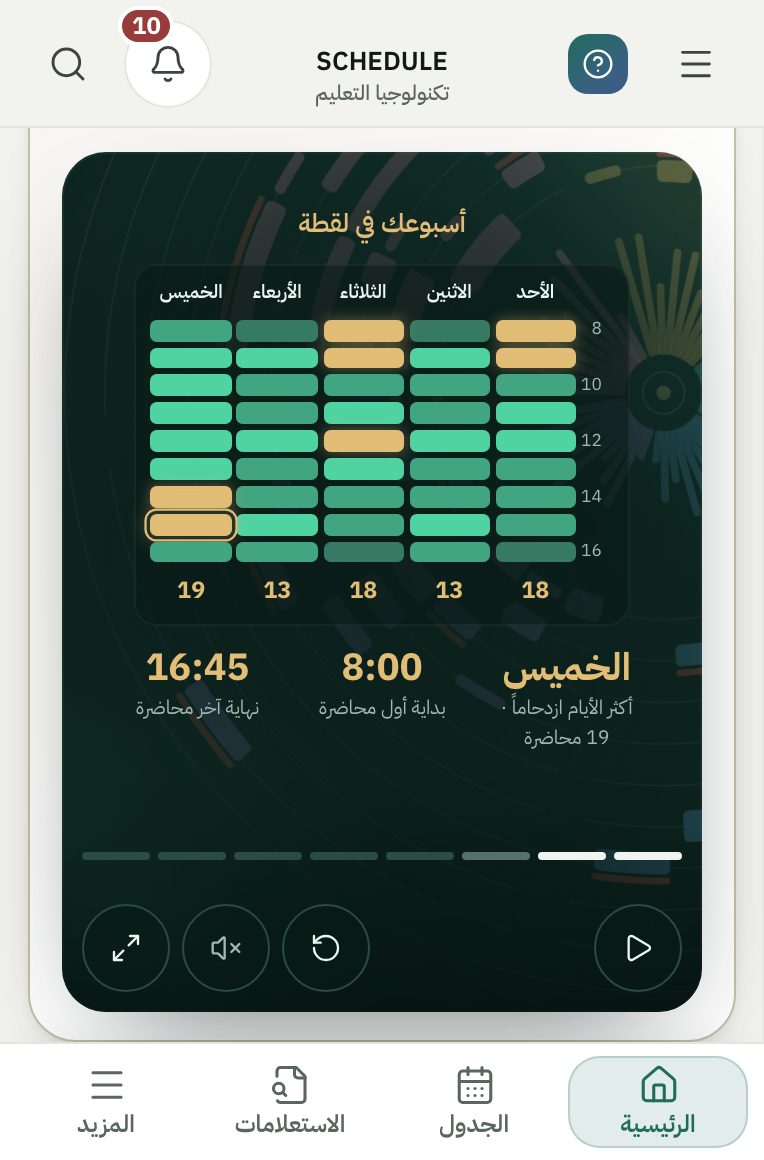 10
SCHEDULE
تكنولوجيا التعليم
أسبوعك في لقطة
الأحد الاثنين الثلاثاء الأربعاء الخميس
8
10
12
14
16
18 13 18 13 19
الخميس 8:00 16:45
أكثر الأيام ازدحاماً · بداية أول محاضرة نهاية آخر محاضرة
19 محاضرة
الرئيسية الجدول الاستعلامات المزيد